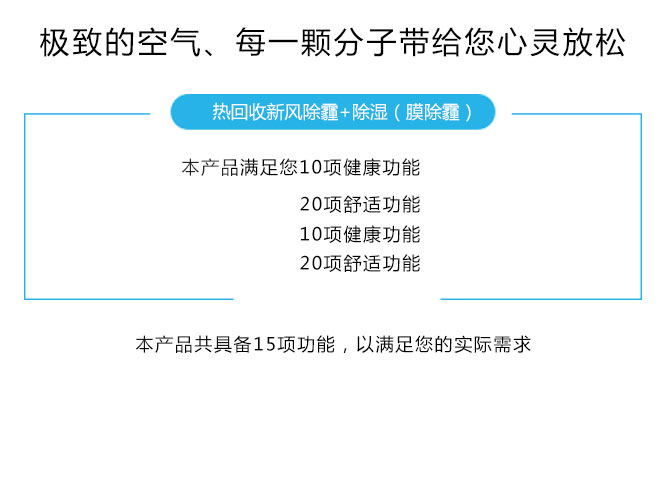 极致的空气、每一颗分子带给您心灵放松
热回收新风除霾+除湿（膜除霾）
本产品满足您10项健康功能
20项舒适功能
10项健康功能
20项舒适功能
本产品共具备15项功能，以满足您的实际需求